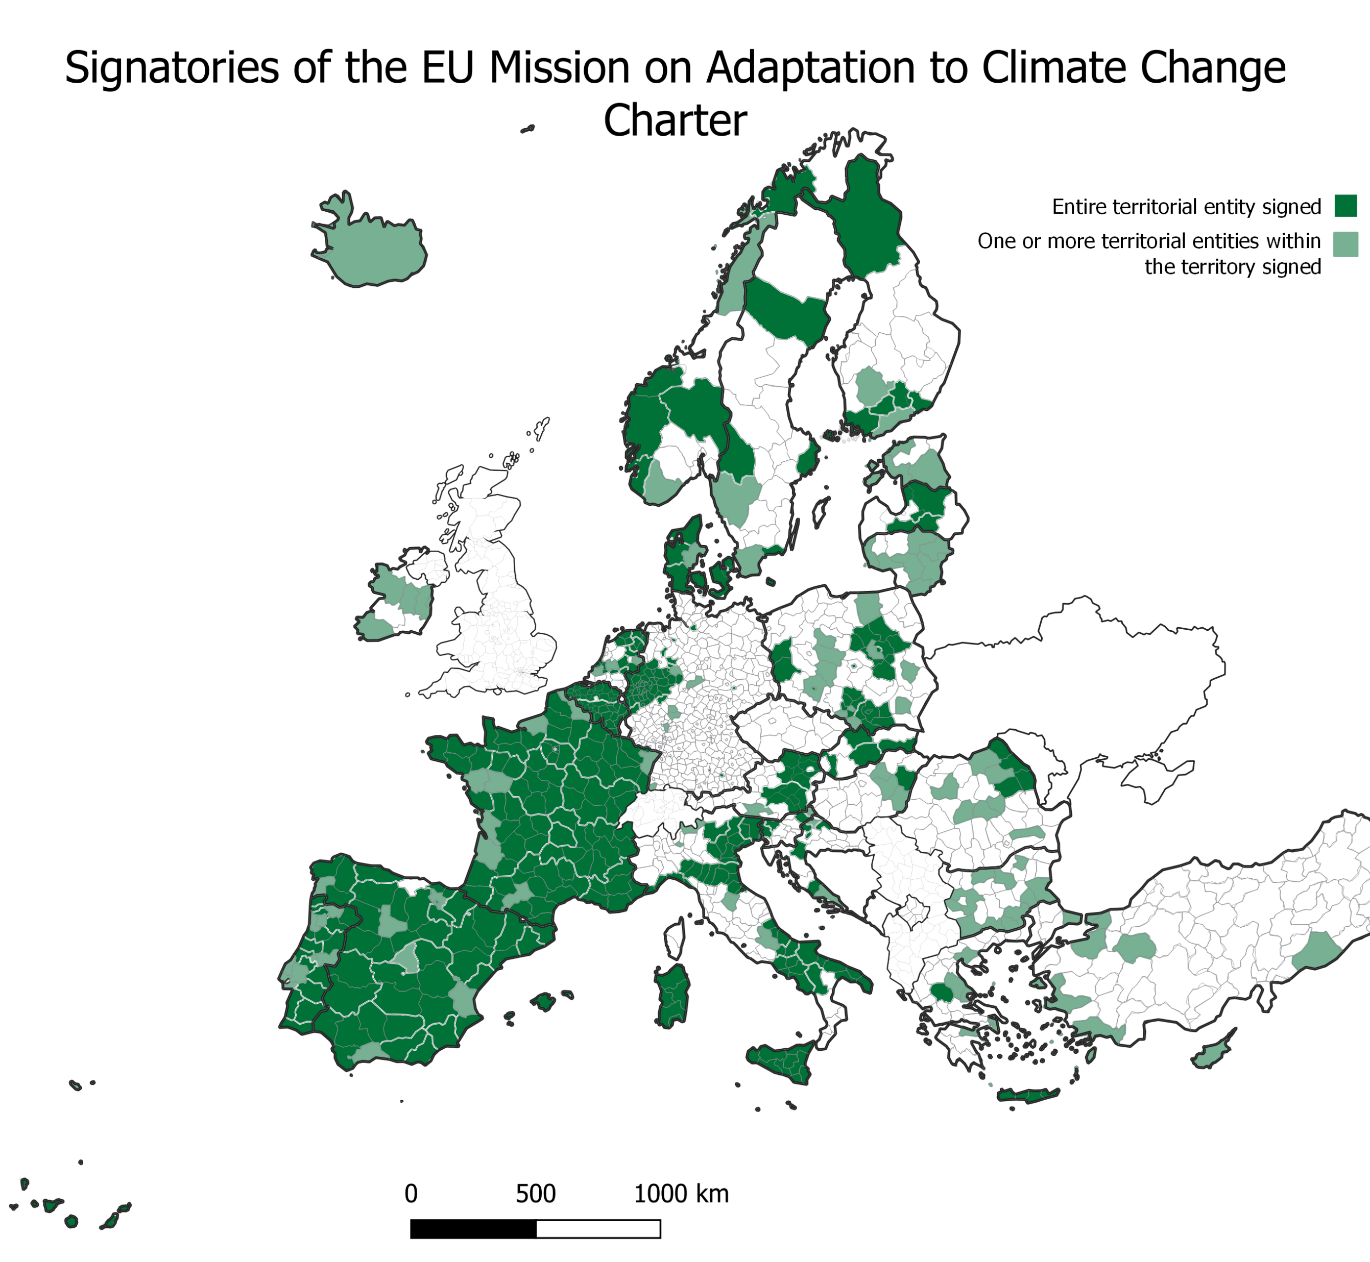 Signatories of the EU Mission on Adaptation to Climate Change
Charter
Entire territorial entity signed
One or more territorial entities within
the territory signed
0 500 1000 km